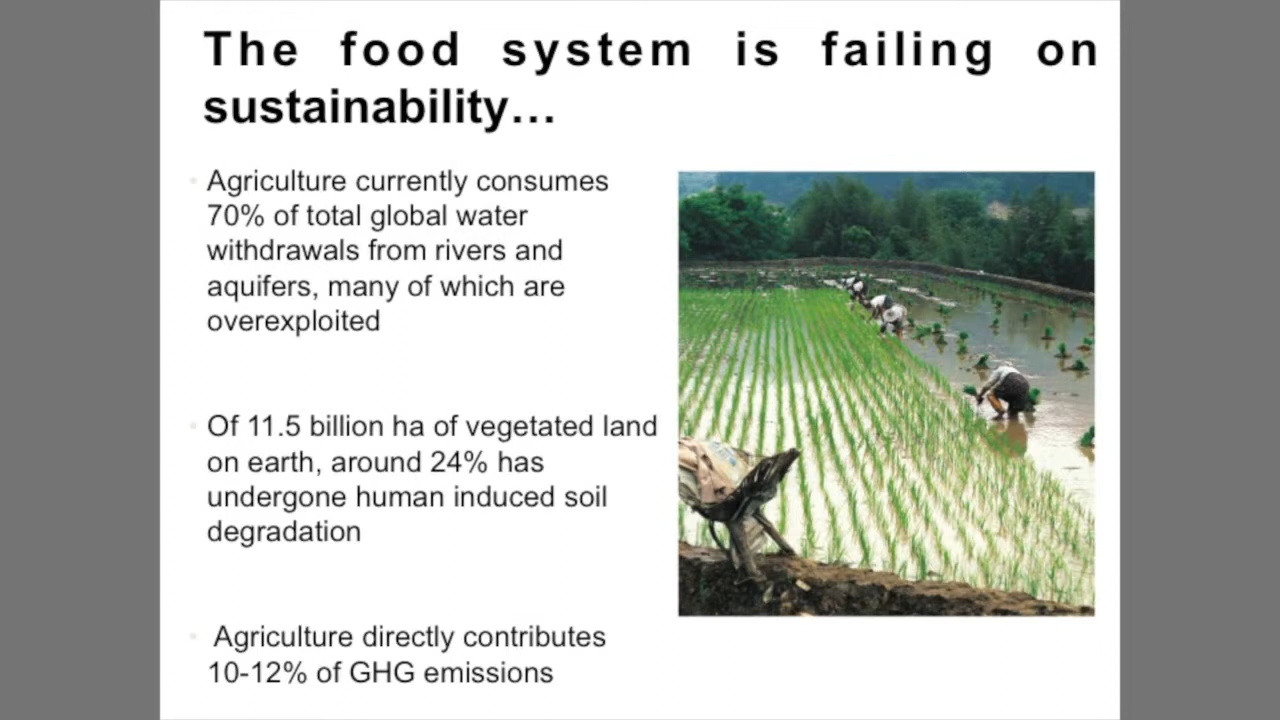 The food system is failing on
sustainability…
• Agriculture currently consumes
70% of total global water
withdrawals from rivers and
aquifers, many of which are
overexploited
• Of 11.5 billion ha of vegetated land
on earth, around 24% has
undergone human induced soil
degradation
• Agriculture directly contributes
10-12% of GHG emissions